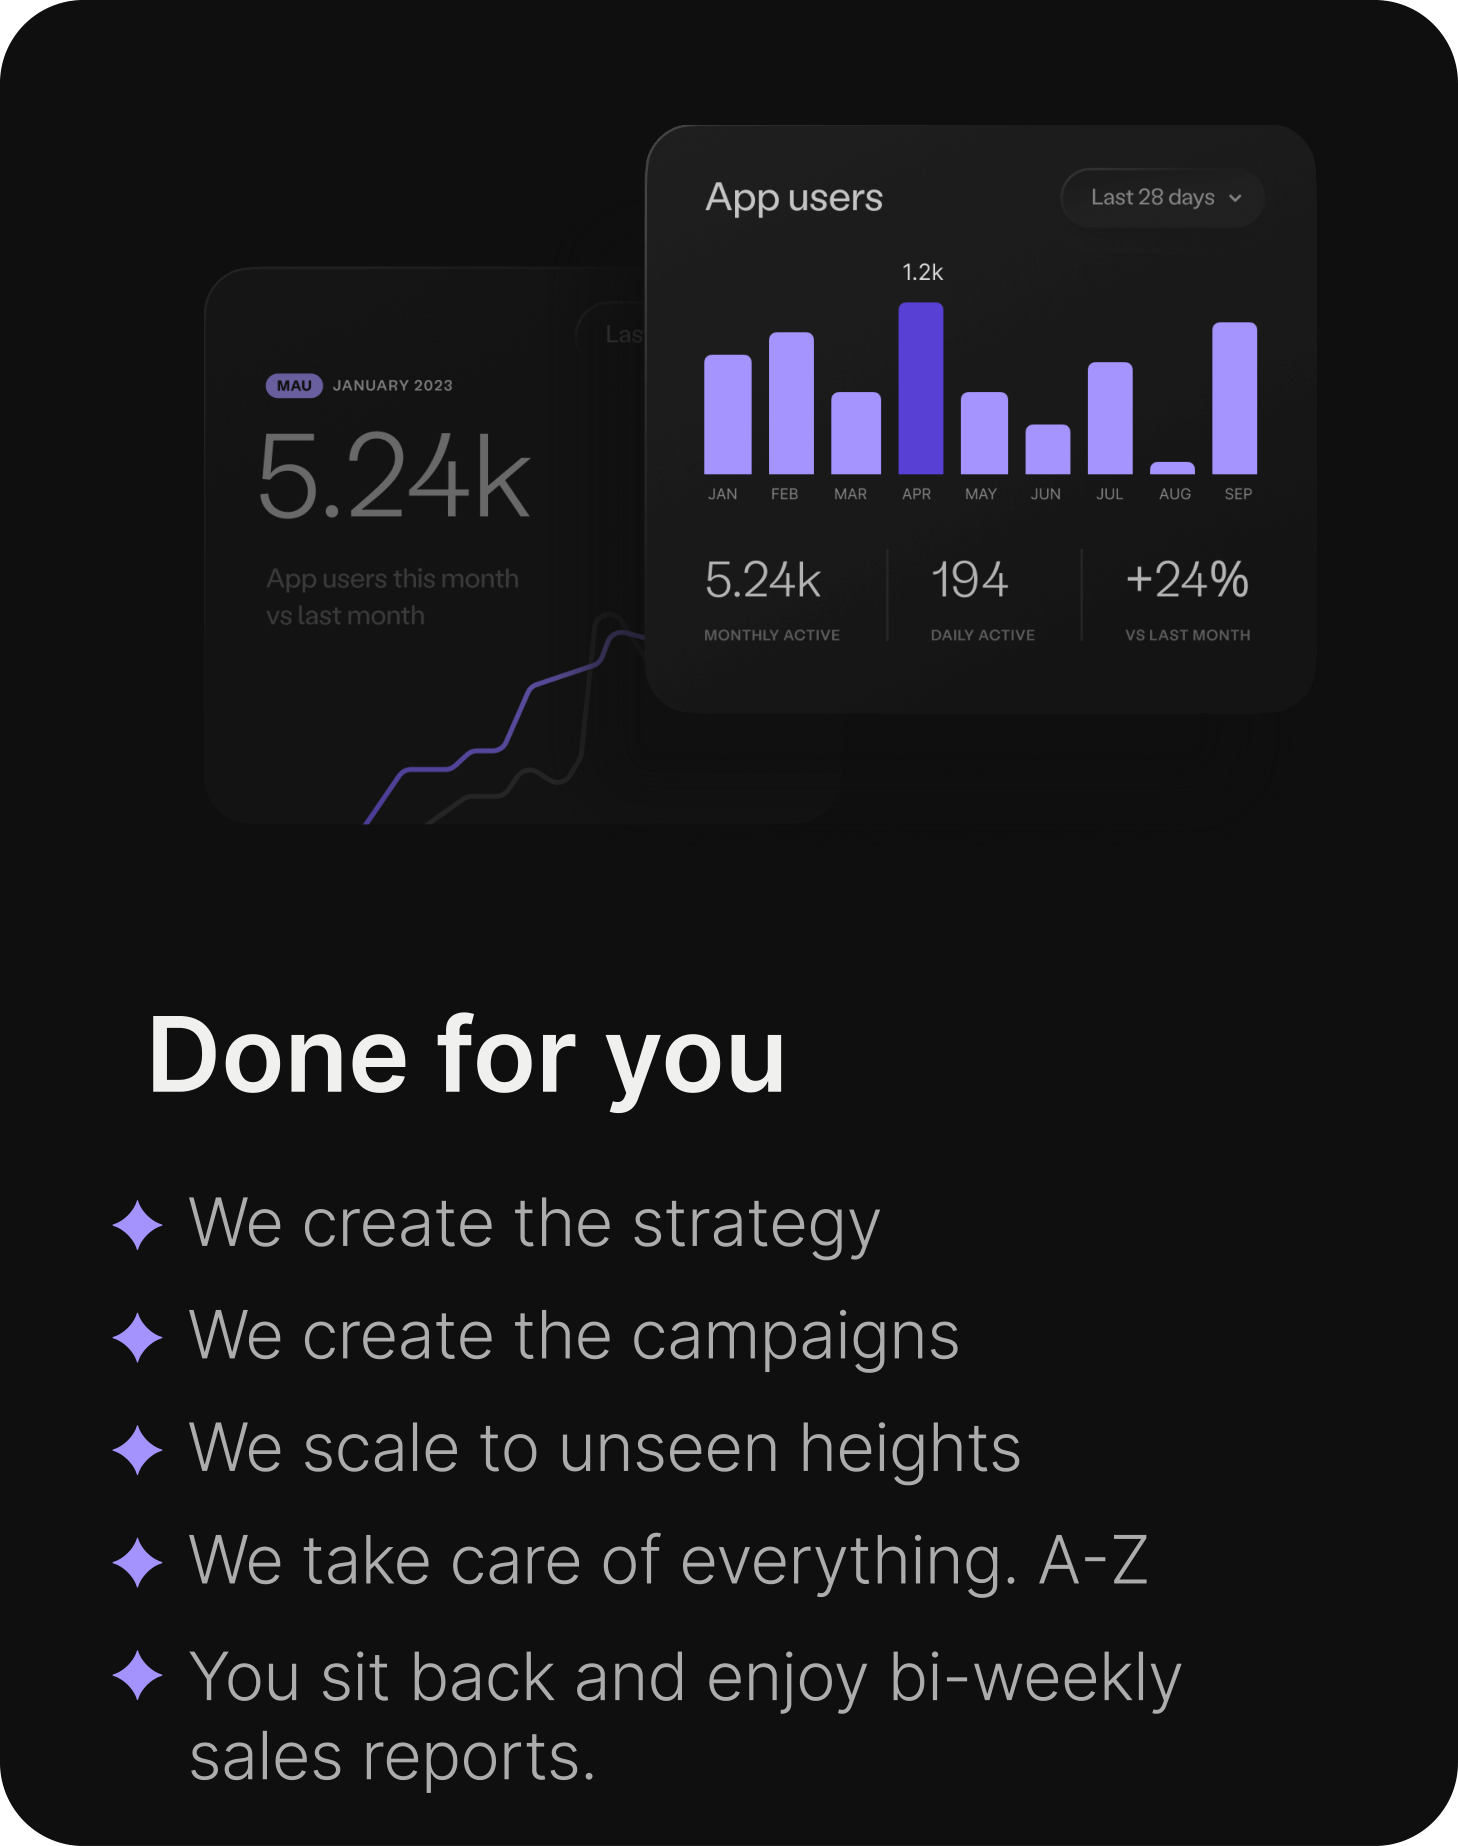 App users
Last 28 days
1.2k
JAN FEB MAR APR MAY JUN JUL AUG SEP
5.24k 194 +24%
MONTHLY ACTIVE DAILY ACTIVE VS LAST MONTH
Las
MAU JANUARY 2023
5.24k
App users this month
vs last month
Done for you
We create the strategy
We create the campaigns
We scale to unseen heights
We take care of everything. A-Z
You sit back and enjoy bi-weekly
sales reports.